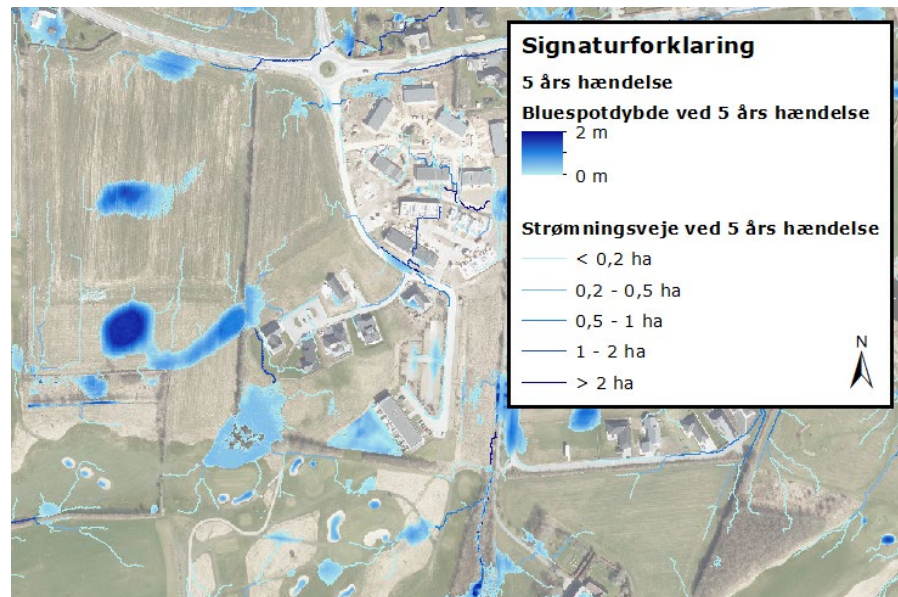 Signaturforklaring
5 års hændelse
Bluespotdybde ved 5 års hændelse
2 m
0 m
Strømningsveje ved 5 års hændelse
< 0,2 ha
0,2 - 0,5 ha
0,5 - 1 ha
1 - 2 ha
> 2 ha
N